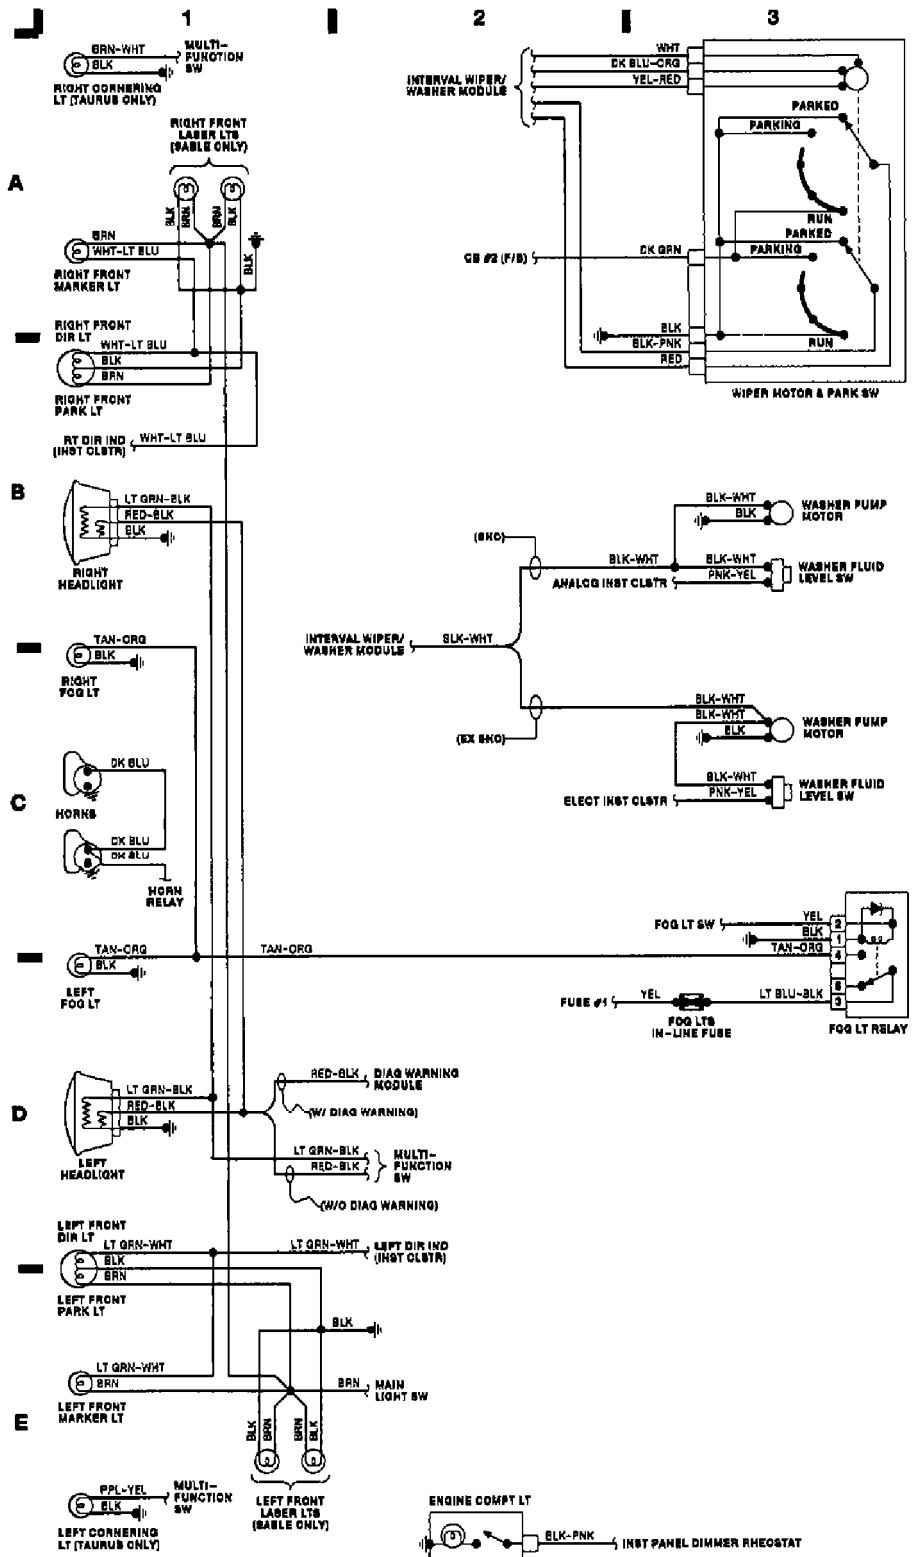 1
2
3
BRN-WHT
BLK
MULTI-
FUNCTION
SW
RIGHT CORNERING
LT (TAURUS ONLY)
RIGHT FRONT
LASER LTS
(SABLE ONLY)
A
BLK
BRN
BRN
BLK
BRN
WHT-LT BLU
BLK
RIGHT FRONT
MARKER LT
RIGHT FRONT
DIR LT
WHT-LT BLU
BLK
BRN
RIGHT FRONT
PARK LT
RT DIR IND
(INST CLSTR)
WHT-LT BLU
INTERVAL WIPER/
WASHER MODULE
WHT
DK BLU-ORG
YEL-RED
PARKED
PARKING
RUN
PARKED
PARKING
RUN
CB #2 (F/B)
DK GRN
BLK
BLK-PNK
RED
WIPER MOTOR & PARK SW
B
LT GRN-BLK
RED-BLK
BLK
RIGHT
HEADLIGHT
TAN-ORG
BLK
RIGHT
FOG LT
(SHO)
BLK-WHT
BLK
WASHER PUMP
MOTOR
BLK-WHT
BLK-WHT
PNK-YEL
ANALOG INST CLSTR
WASHER FLUID
LEVEL SW
INTERVAL WIPER/
WASHER MODULE
BLK-WHT
(EX SHO)
BLK-WHT
BLK-WHT
BLK
WASHER PUMP
MOTOR
BLK-WHT
PNK-YEL
ELECT INST CLSTR
WASHER FLUID
LEVEL SW
C
DK BLU
HORNS
DK BLU
DK BLU
HORN
RELAY
TAN-ORG
BLK
LEFT
FOG LT
TAN-ORG
FOG LT SW
YEL
BLK
TAN-ORG
2
1
4
5
3
FUSE #1
YEL
LT BLU-BLK
FOG LTS
IN-LINE FUSE
FOG LT RELAY
D
LT GRN-BLK
RED-BLK
BLK
LEFT
HEADLIGHT
RED-BLK
DIAG WARNING
MODULE
(W/ DIAG WARNING)
LT GRN-BLK
RED-BLK
MULTI-
FUNCTION
SW
(W/O DIAG WARNING)
LEFT FRONT
DIR LT
LT GRN-WHT
BLK
BRN
LEFT FRONT
PARK LT
LT GRN-WHT
LEFT DIR IND
(INST CLSTR)
BLK
LT GRN-WHT
BRN
LEFT FRONT
MARKER LT
BRN
MAIN
LIGHT SW
E
BLK
BRN
BRN
BLK
LEFT FRONT
LASER LTS
(SABLE ONLY)
PPL-YEL
BLK
MULTI-
FUNCTION
SW
LEFT CORNERING
LT (TAURUS ONLY)
ENGINE COMPT LT
BLK-PNK
INST PANEL DIMMER RHEOSTAT